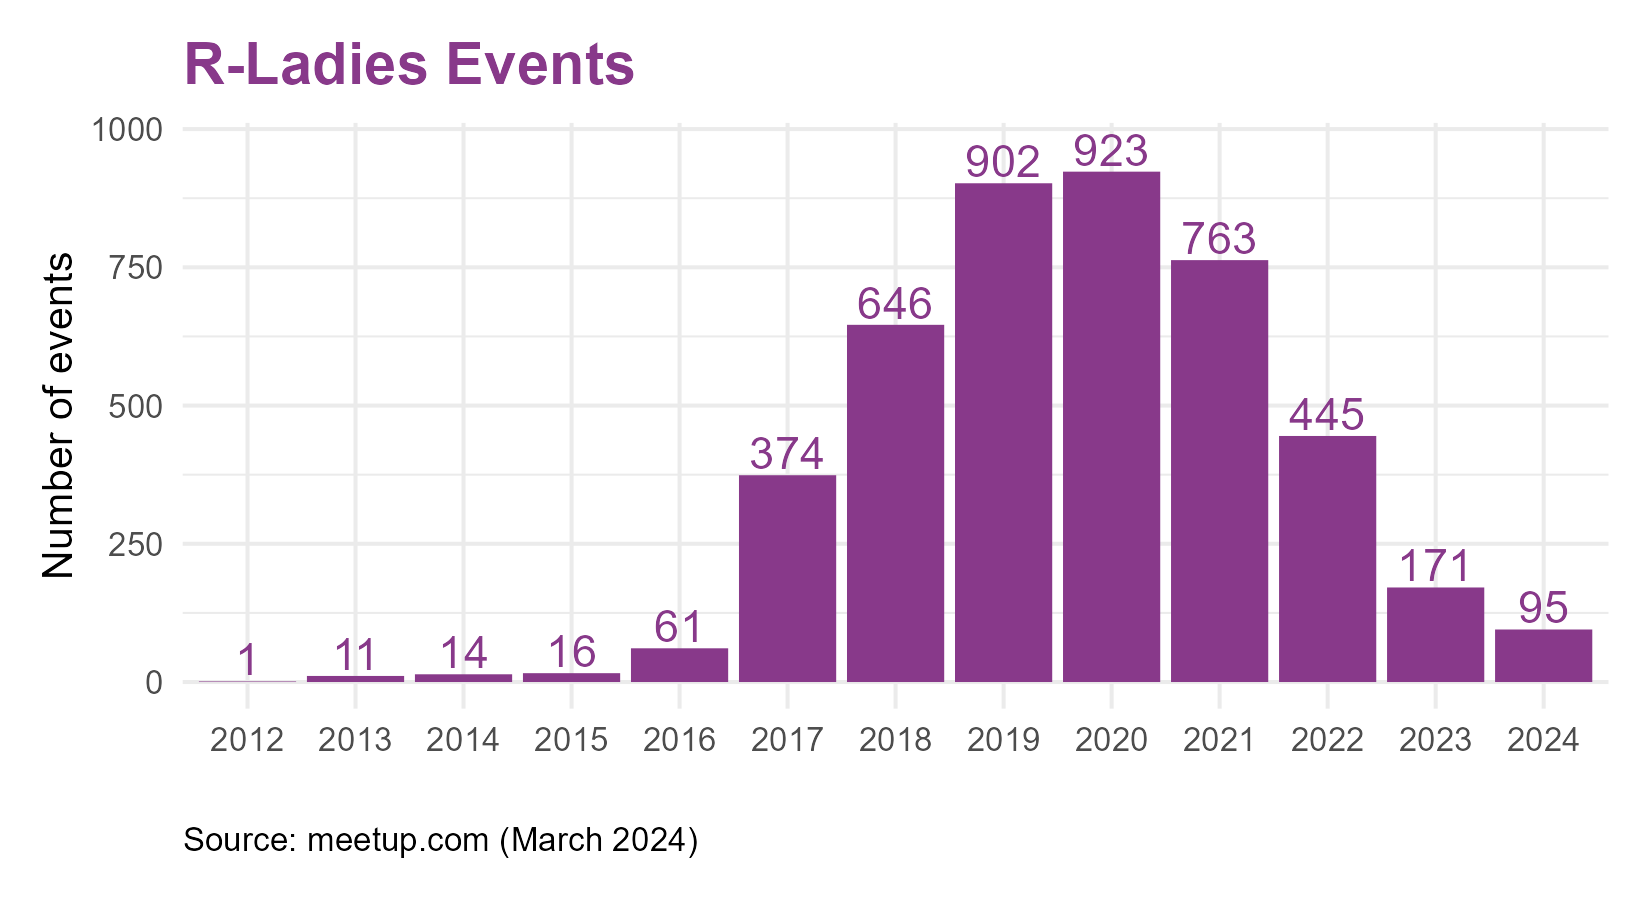 R-Ladies Events
Number of events
1000
750
500
250
0
1 11 14 16 61 374 646 902 923 763 445 171 95
2012 2013 2014 2015 2016 2017 2018 2019 2020 2021 2022 2023 2024
Source: meetup.com (March 2024)